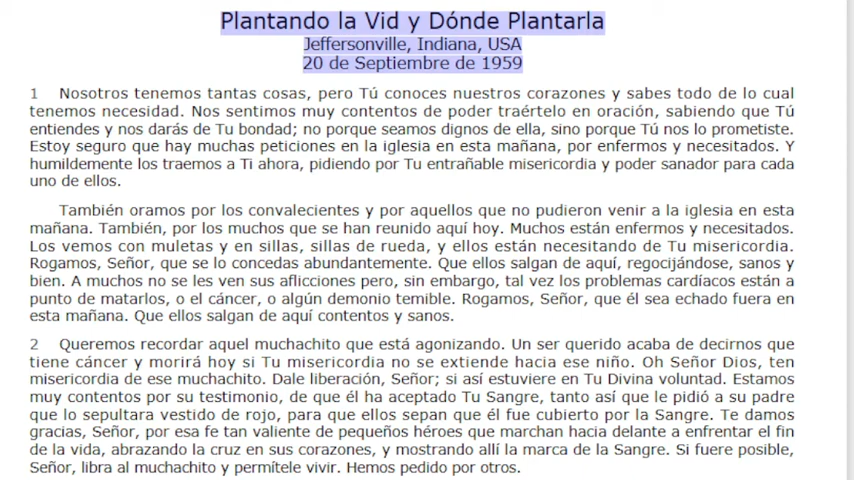 Plantando la Vid y Dónde Plantarla
Jeffersonville, Indiana, USA
20 de Septiembre de 1959
1 Nosotros tenemos tantas cosas, pero Tú conoces nuestros corazones y sabes todo de lo cual
tenemos necesidad. Nos sentimos muy contentos de poder traértelo en oración, sabiendo que Tú
entiendes y nos darás de Tu bondad; no porque seamos dignos de ella, sino porque Tú nos lo prometiste.
Estoy seguro que hay muchas peticiones en la iglesia en esta mañana, por enfermos y necesitados. Y
humildemente los traemos a Ti ahora, pidiendo por Tu entrañable misericordia y poder sanador para cada
uno de ellos.
También oramos por los convalecientes y por aquellos que no pudieron venir a la iglesia en esta
mañana. También, por los muchos que se han reunido aquí hoy. Muchos están enfermos y necesitados.
Los vemos con muletas y en sillas, sillas de rueda, y ellos están necesitando de Tu misericordia.
Rogamos, Señor, que se lo concedas abundantemente. Que ellos salgan de aquí, regocijándose, sanos y
bien. A muchos no se les ven sus aflicciones pero, sin embargo, tal vez los problemas cardíacos están a
punto de matarlos, o el cáncer, o algún demonio temible. Rogamos, Señor, que él sea echado fuera en
esta mañana. Que ellos salgan de aquí contentos y sanos.
2 Queremos recordar aquel muchachito que está agonizando. Un ser querido acaba de decirnos que
tiene cáncer y morirá hoy si Tu misericordia no se extiende hacia ese niño. Oh Señor Dios, ten
misericordia de ese muchachito. Dale liberación, Señor; si así estuviere en Tu Divina voluntad. Estamos
muy contentos por su testimonio, de que él ha aceptado Tu Sangre, tanto así que le pidió a su padre
que lo sepultara vestido de rojo, para que ellos sepan que él fue cubierto por la Sangre. Te damos
gracias, Señor, por esa fe tan valiente de pequeños héroes que marchan hacia delante a enfrentar el fin
de la vida, abrazando la cruz en sus corazones, y mostrando allí la marca de la Sangre. Si fuere posible,
Señor, libra al muchachito y permítele vivir. Hemos pedido por otros.